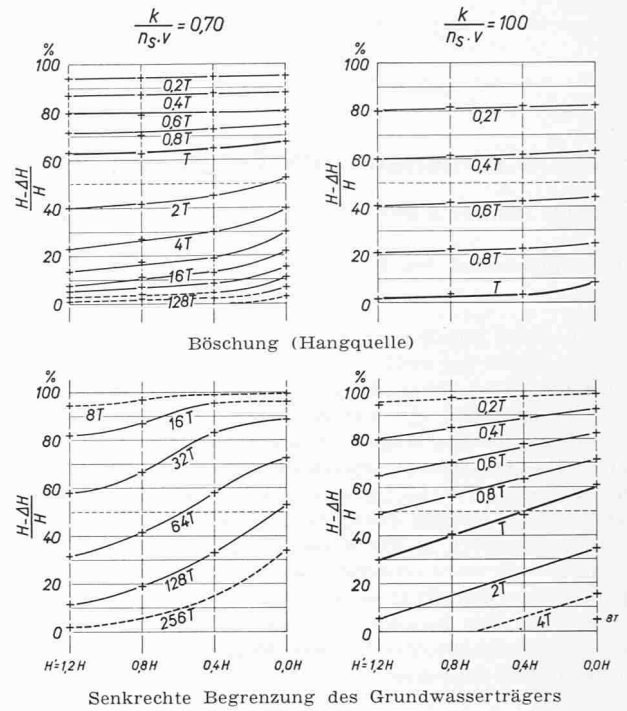 k / nS·v = 0,70
k / nS·v = 100
%
100
80
60
40
20
0
H-ΔH / H
0,2T
0,4T
0,6T
0,8T
T
2T
4T
16T
128T
%
100
80
60
40
20
0
H-ΔH / H
0,2T
0,4T
0,6T
0,8T
T
Böschung (Hangquelle)
%
100
80
60
40
20
0
H-ΔH / H
8T
16T
32T
64T
128T
256T
H'=1,2H 0,8H 0,4H 0,0H
%
100
80
60
40
20
0
H-ΔH / H
0,2T
0,4T
0,6T
0,8T
T
2T
4T
8T
H'=1,2H 0,8H 0,4H 0,0H
Senkrechte Begrenzung des Grundwasserträgers